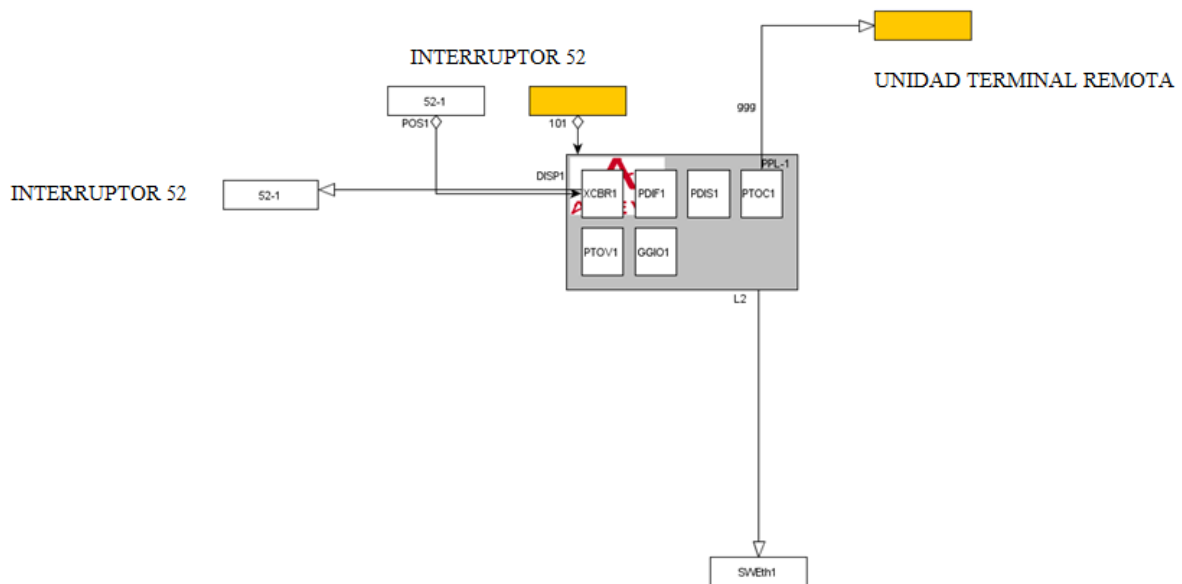 INTERRUPTOR 52
UNIDAD TERMINAL REMOTA
52-1
POS1
101
999
INTERRUPTOR 52
52-1
DISP1
PPL-1
XCBR1
PDIF1
PDIS1
PTOC1
PTOV1
GGIO1
L2
SWEth1